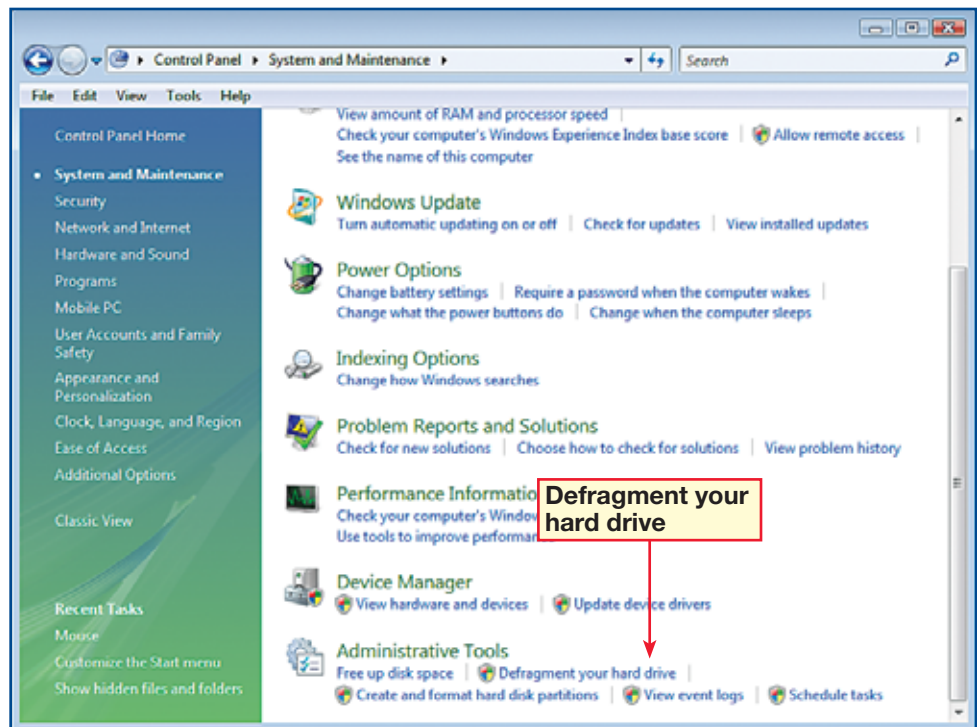 Control Panel System and Maintenance
Search
File Edit View Tools Help
Control Panel Home
System and Maintenance
Security
Network and Internet
Hardware and Sound
Programs
Mobile PC
User Accounts and Family
Safety
Appearance and
Personalization
Clock, Language, and Region
Ease of Access
Additional Options
Classic View
Recent Tasks
Mouse
Customize the Start menu
Show hidden files and folders
View amount of RAM and processor speed
Check your computer's Windows Experience Index base score Allow remote access
See the name of this computer
Windows Update
Turn automatic updating on or off Check for updates View installed updates
Power Options
Change battery settings Require a password when the computer wakes
Change what the power buttons do Change when the computer sleeps
Indexing Options
Change how Windows searches
Problem Reports and Solutions
Check for new solutions Choose how to check for solutions View problem history
Performance
Check your computer's
Use tools to improve
Defragment your
hard drive
Device Manager
View hardware and devices Update device drivers
Administrative Tools
Free up disk space Defragment your hard drive
Create and format hard disk partitions View event logs Schedule tasks